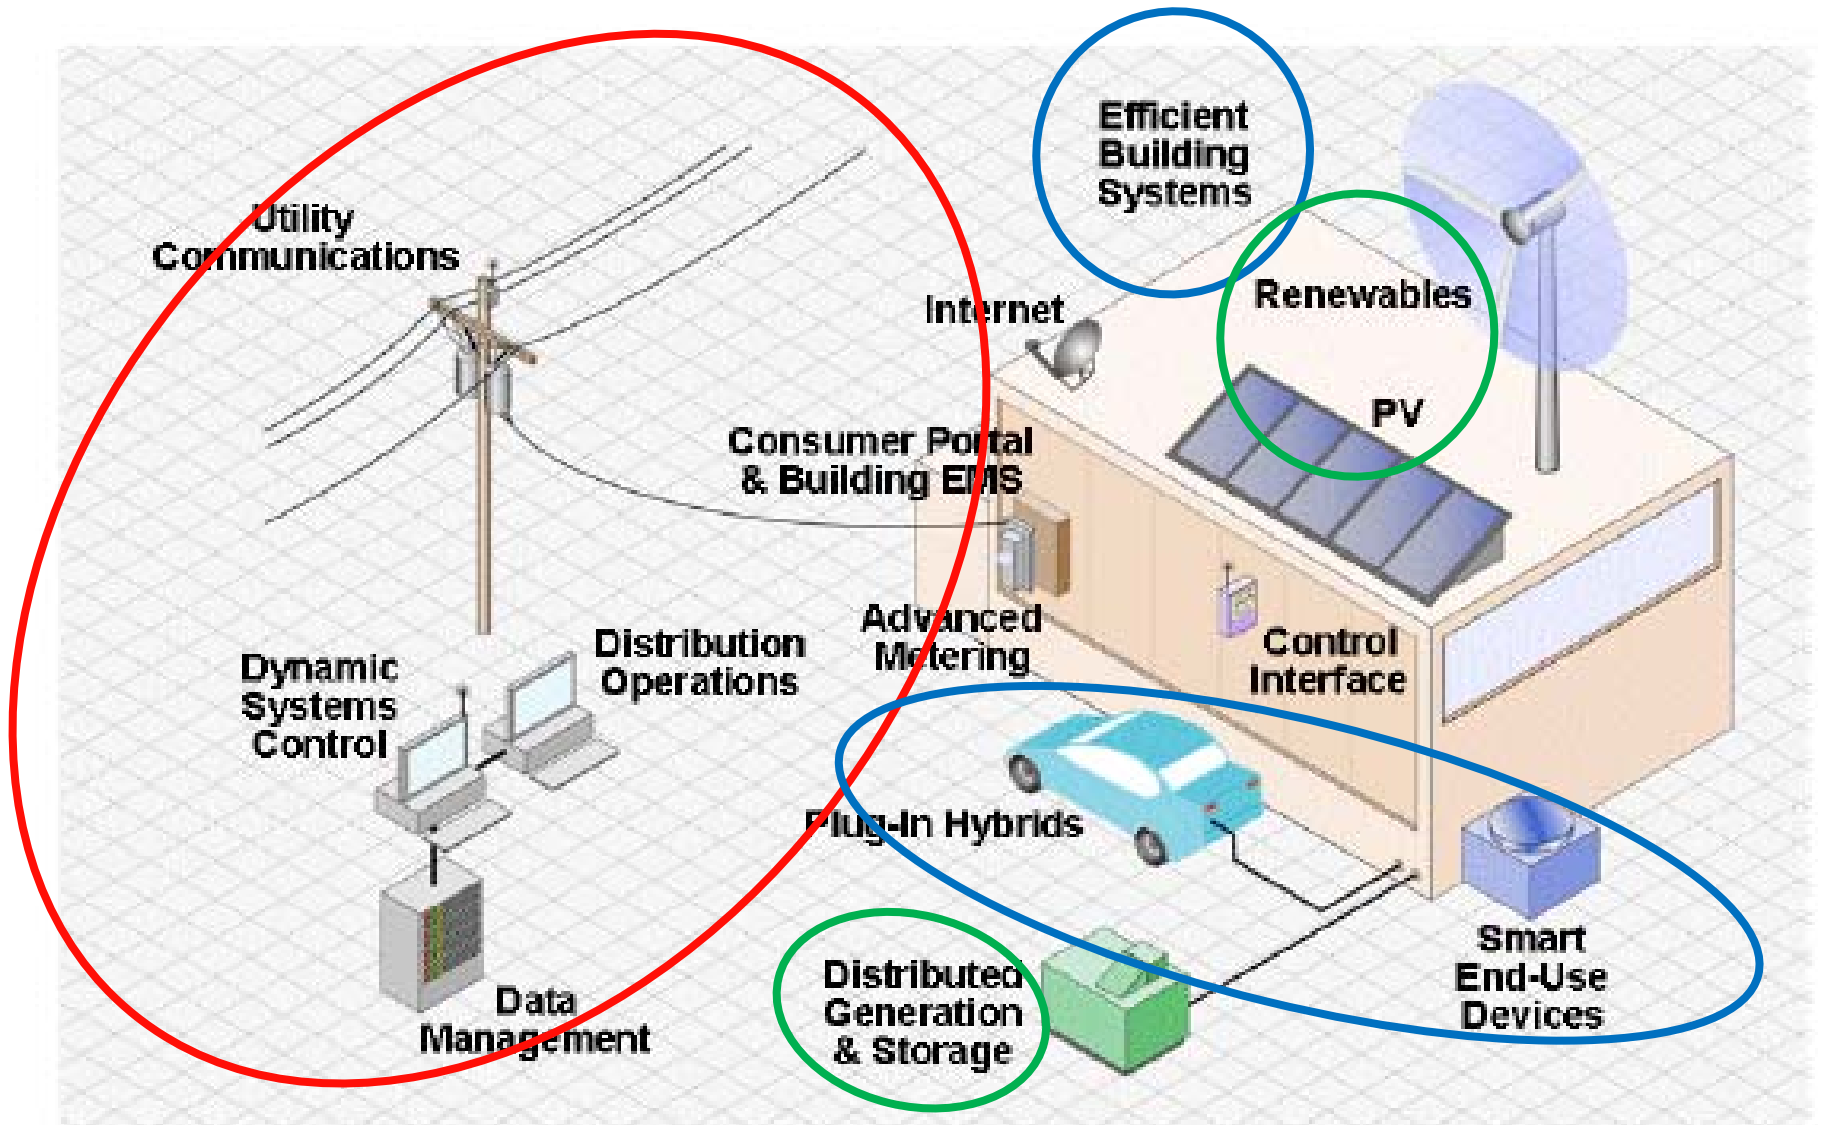 Efficient
Building
Systems
Utility
Communications
Internet
Renewables
PV
Consumer Portal
& Building EMS
Advanced
Metering
Control
Interface
Distribution
Operations
Dynamic
Systems
Control
Plug-In Hybrids
Smart
End-Use
Devices
Distributed
Generation
& Storage
Data
Management